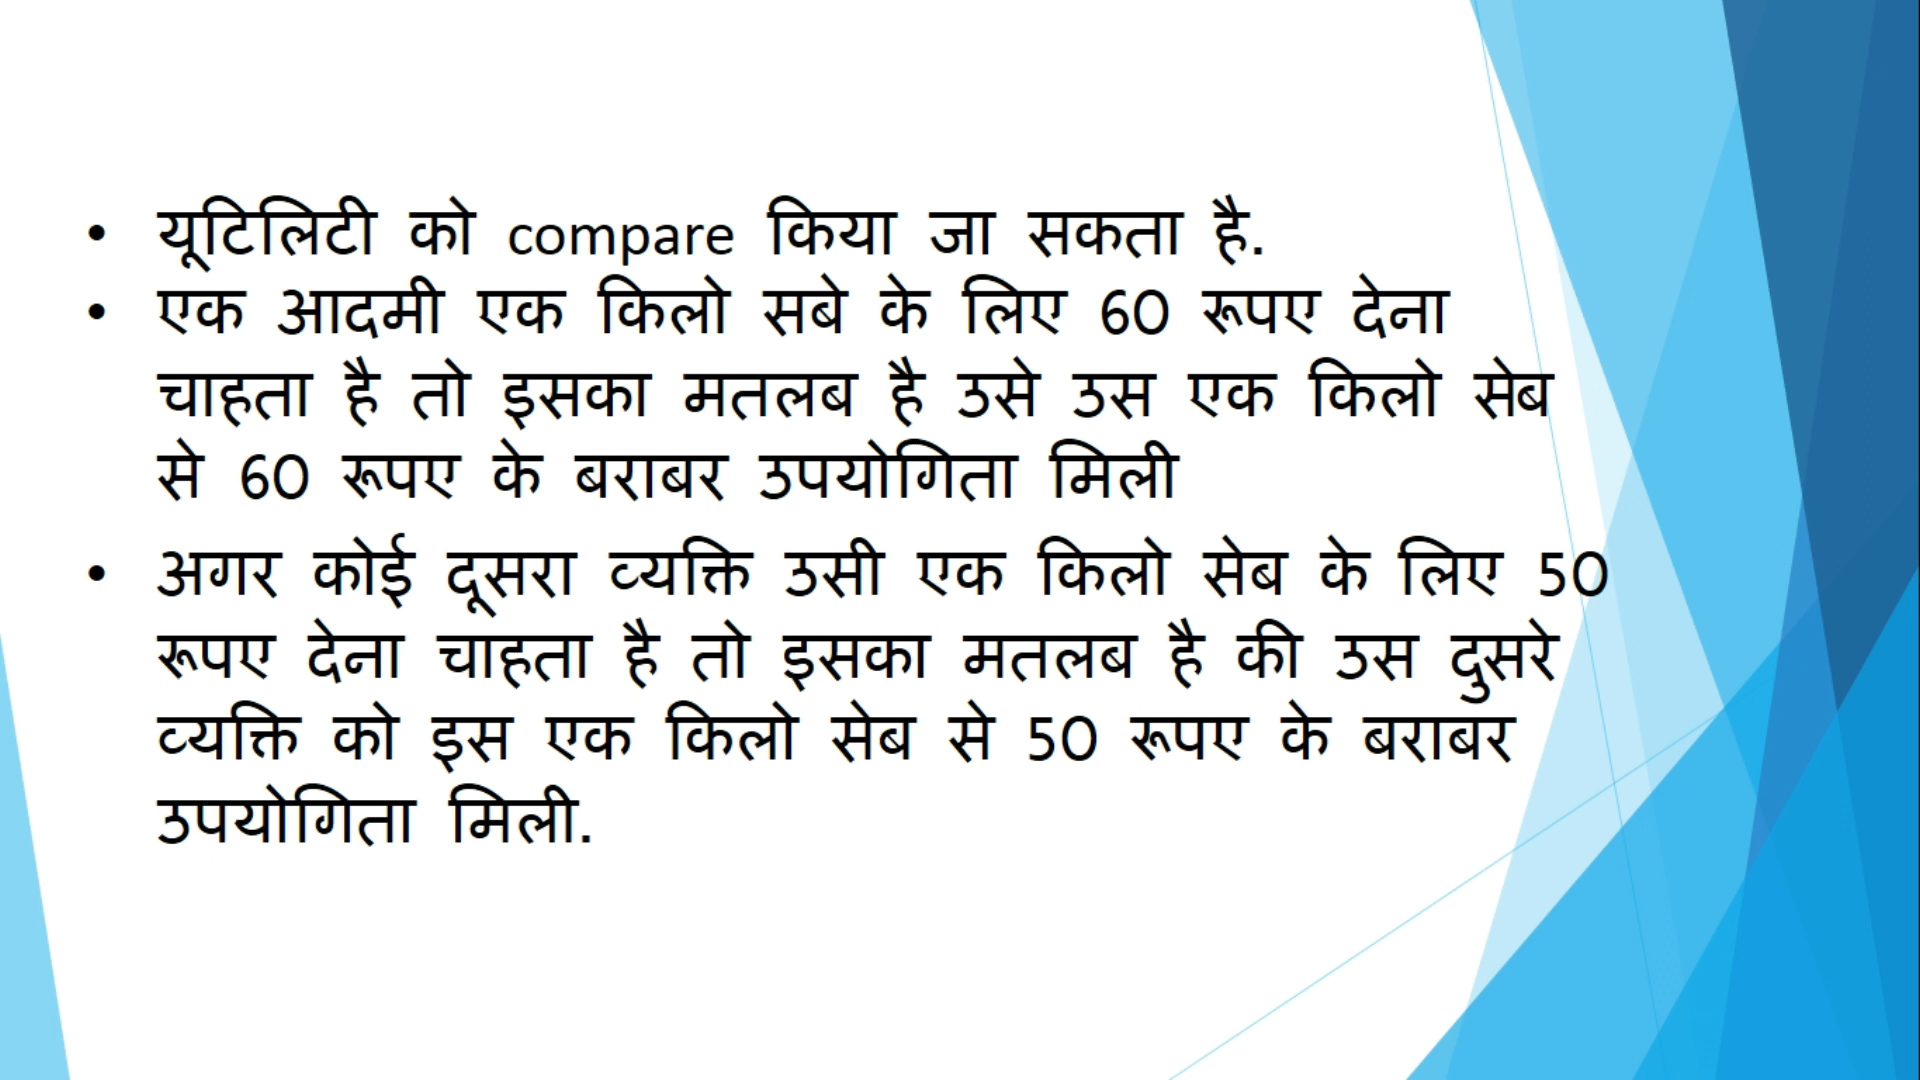 • यूटिलिटी को compare किया जा सकता है.
• एक आदमी एक किलो सबे के लिए 60 रूपए देना
चाहता है तो इसका मतलब है उसे उस एक किलो सेब
से 60 रूपए के बराबर उपयोगिता मिली
• अगर कोई दूसरा व्यक्ति उसी एक किलो सेब के लिए 50
रूपए देना चाहता है तो इसका मतलब है की उस दुसरे
व्यक्ति को इस एक किलो सेब से 50 रूपए के बराबर
उपयोगिता मिली.